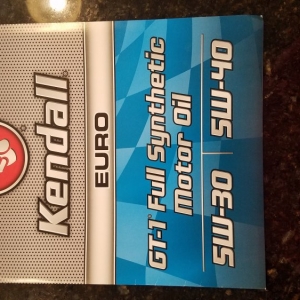 Kendall
EURO
GT-1 Full Synthetic
Motor Oil
5W-30 5W-40